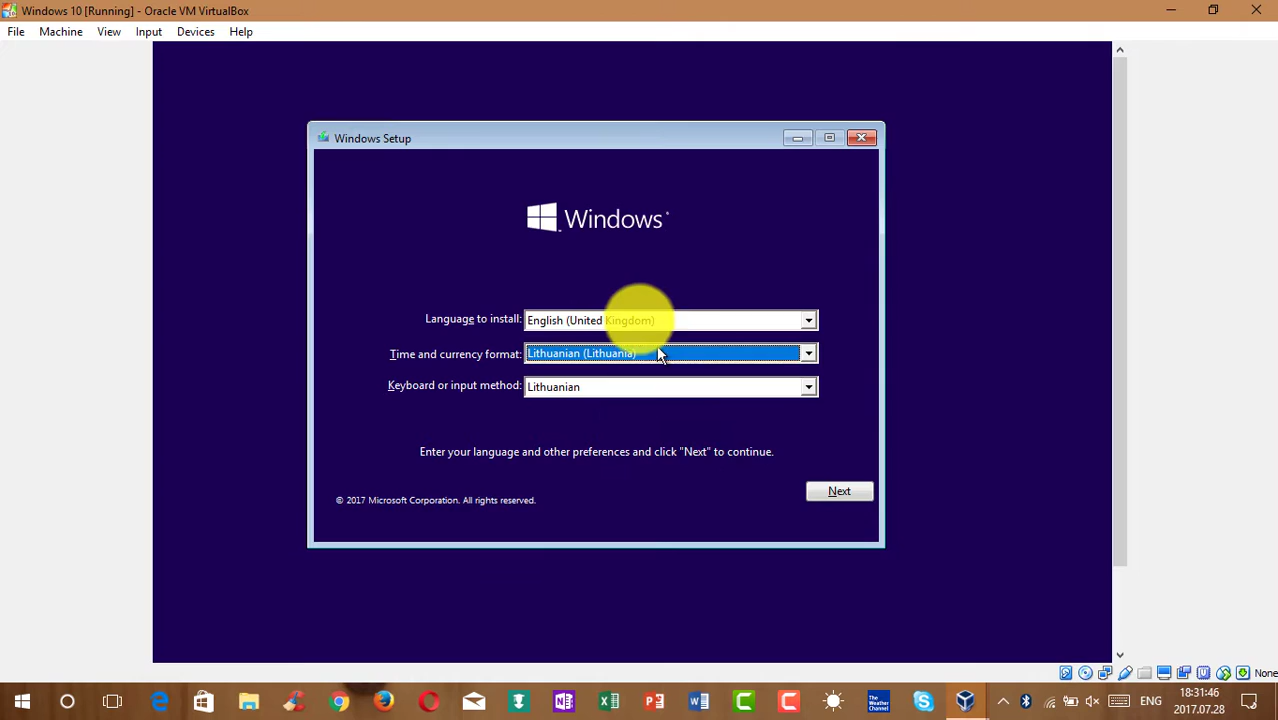 Windows 10 [Running] - Oracle VM VirtualBox
File Machine View Input Devices Help
Windows Setup
Windows
Language to install: English (United Kingdom)
Time and currency format: Lithuanian (Lithuania)
Keyboard or input method: Lithuanian
Enter your language and other preferences and click "Next" to continue.
Next
© 2017 Microsoft Corporation. All rights reserved.
None
The Weather Channel
ENG
18:31:46
2017.07.28